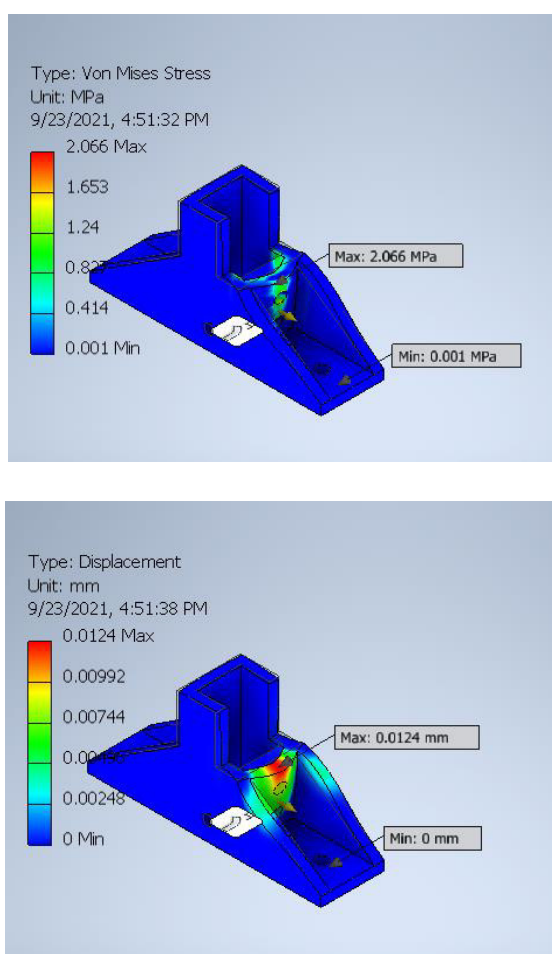 Type: Von Mises Stress
Unit: MPa
9/23/2021, 4:51:32 PM
2.066 Max
1.653
1.24
0.827
0.414
0.001 Min
Max: 2.066 MPa
Min: 0.001 MPa
Type: Displacement
Unit: mm
9/23/2021, 4:51:38 PM
0.0124 Max
0.00992
0.00744
0.00248
0 Min
Max: 0.0124 mm
Min: 0 mm